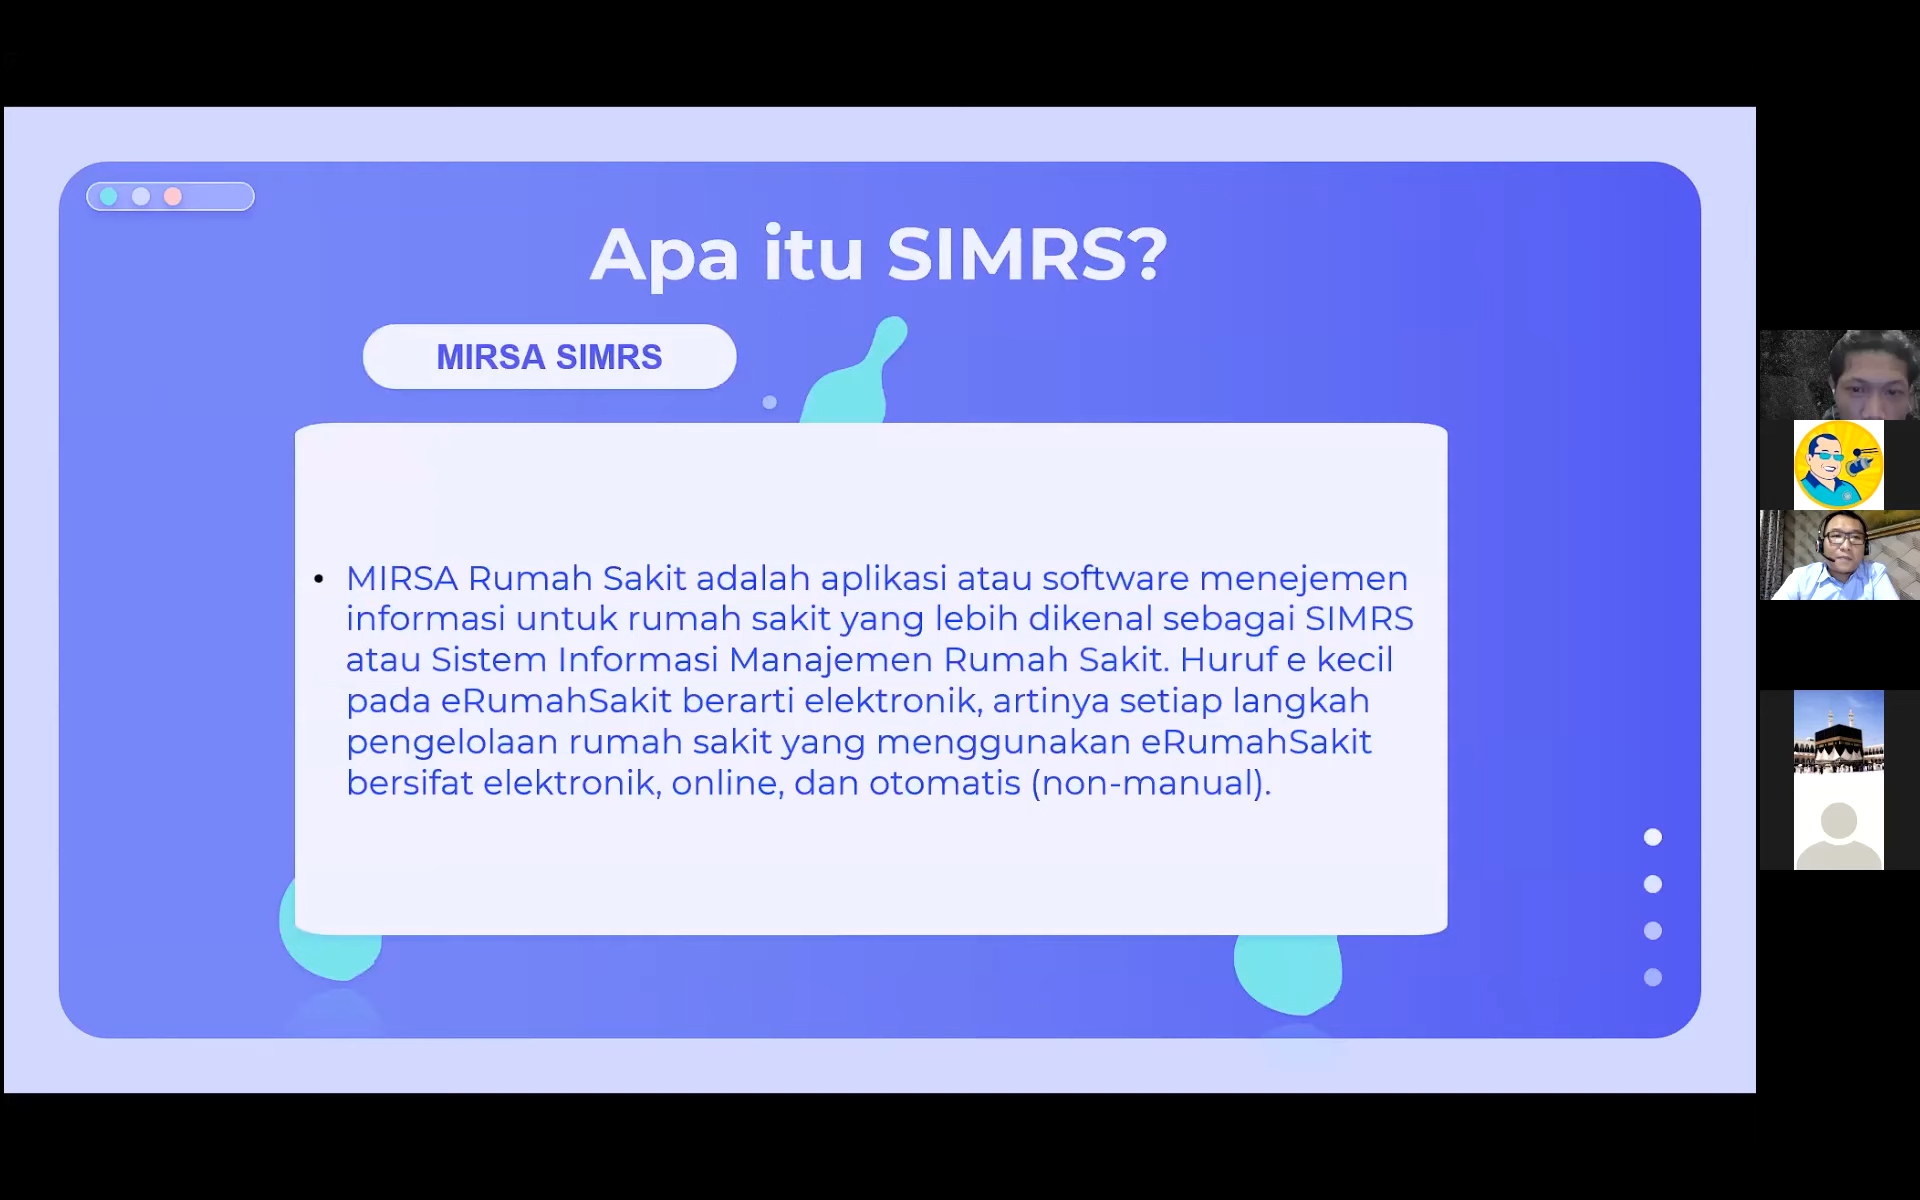 Apa itu SIMRS?
MIRSA SIMRS
• MIRSA Rumah Sakit adalah aplikasi atau software menejemen
informasi untuk rumah sakit yang lebih dikenal sebagai SIMRS
atau Sistem Informasi Manajemen Rumah Sakit. Huruf e kecil
pada eRumahSakit berarti elektronik, artinya setiap langkah
pengelolaan rumah sakit yang menggunakan eRumahSakit
bersifat elektronik, online, dan otomatis (non-manual).